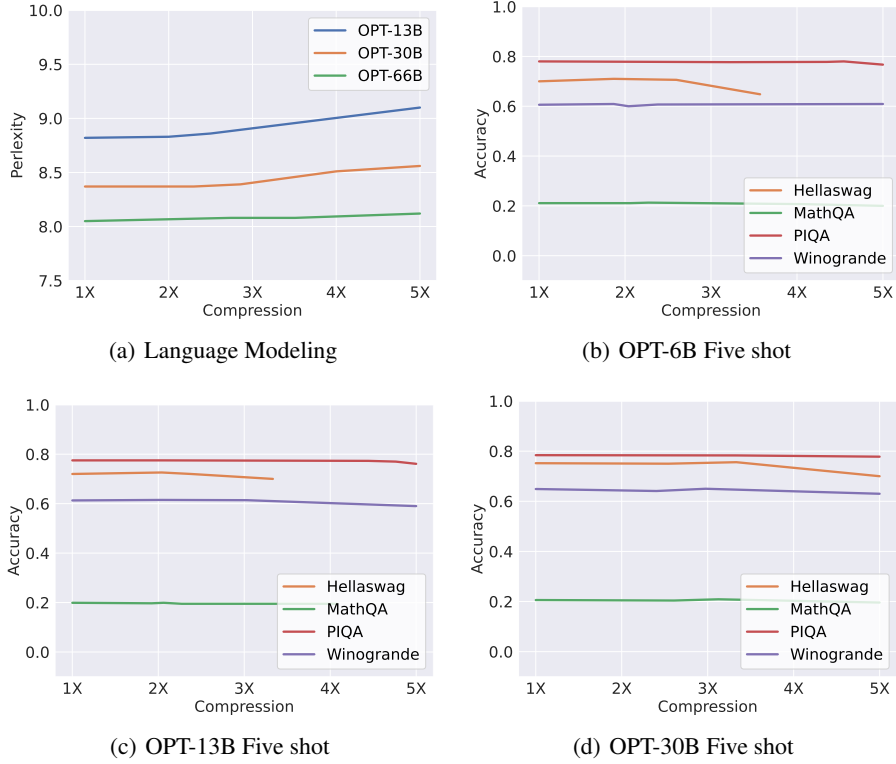 10.0
9.5
9.0
8.5
8.0
7.5
Perlexity
OPT-13B
OPT-30B
OPT-66B
1X 2X 3X 4X 5X
Compression
(a) Language Modeling
1.0
0.8
0.6
0.4
0.2
0.0
Accuracy
Hellaswag
MathQA
PIQA
Winogrande
1X 2X 3X 4X 5X
Compression
(b) OPT-6B Five shot
1.0
0.8
0.6
0.4
0.2
0.0
Accuracy
Hellaswag
MathQA
PIQA
Winogrande
1X 2X 3X 4X 5X
Compression
(c) OPT-13B Five shot
1.0
0.8
0.6
0.4
0.2
0.0
Accuracy
Hellaswag
MathQA
PIQA
Winogrande
1X 2X 3X 4X 5X
Compression
(d) OPT-30B Five shot